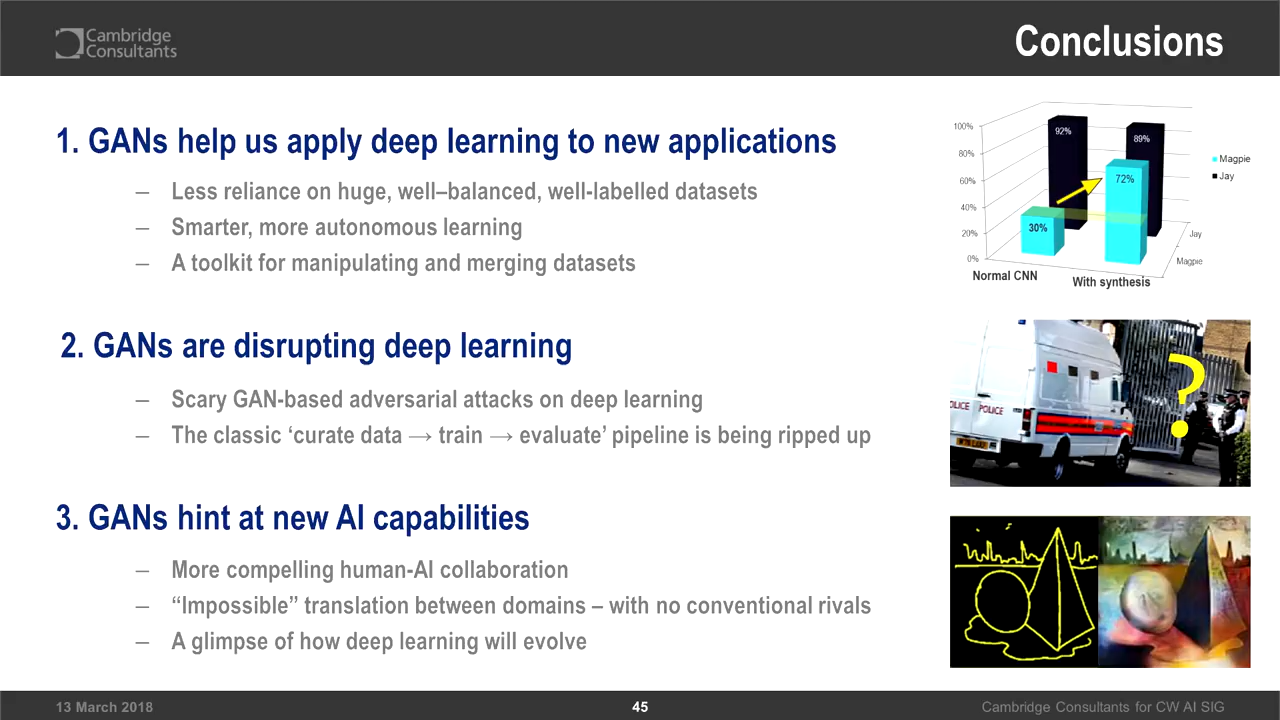 Cambridge
Consultants
Conclusions
1. GANs help us apply deep learning to new applications
– Less reliance on huge, well–balanced, well-labelled datasets
– Smarter, more autonomous learning
– A toolkit for manipulating and merging datasets
100%
80%
60%
40%
20%
0%
92%
89%
72%
30%
Magpie
Jay
Jay
Magpie
Normal CNN
With synthesis
2. GANs are disrupting deep learning
– Scary GAN-based adversarial attacks on deep learning
– The classic ‘curate data → train → evaluate’ pipeline is being ripped up
POLICE
?
3. GANs hint at new AI capabilities
– More compelling human-AI collaboration
– “Impossible” translation between domains – with no conventional rivals
– A glimpse of how deep learning will evolve
13 March 2018
45
Cambridge Consultants for CW AI SIG